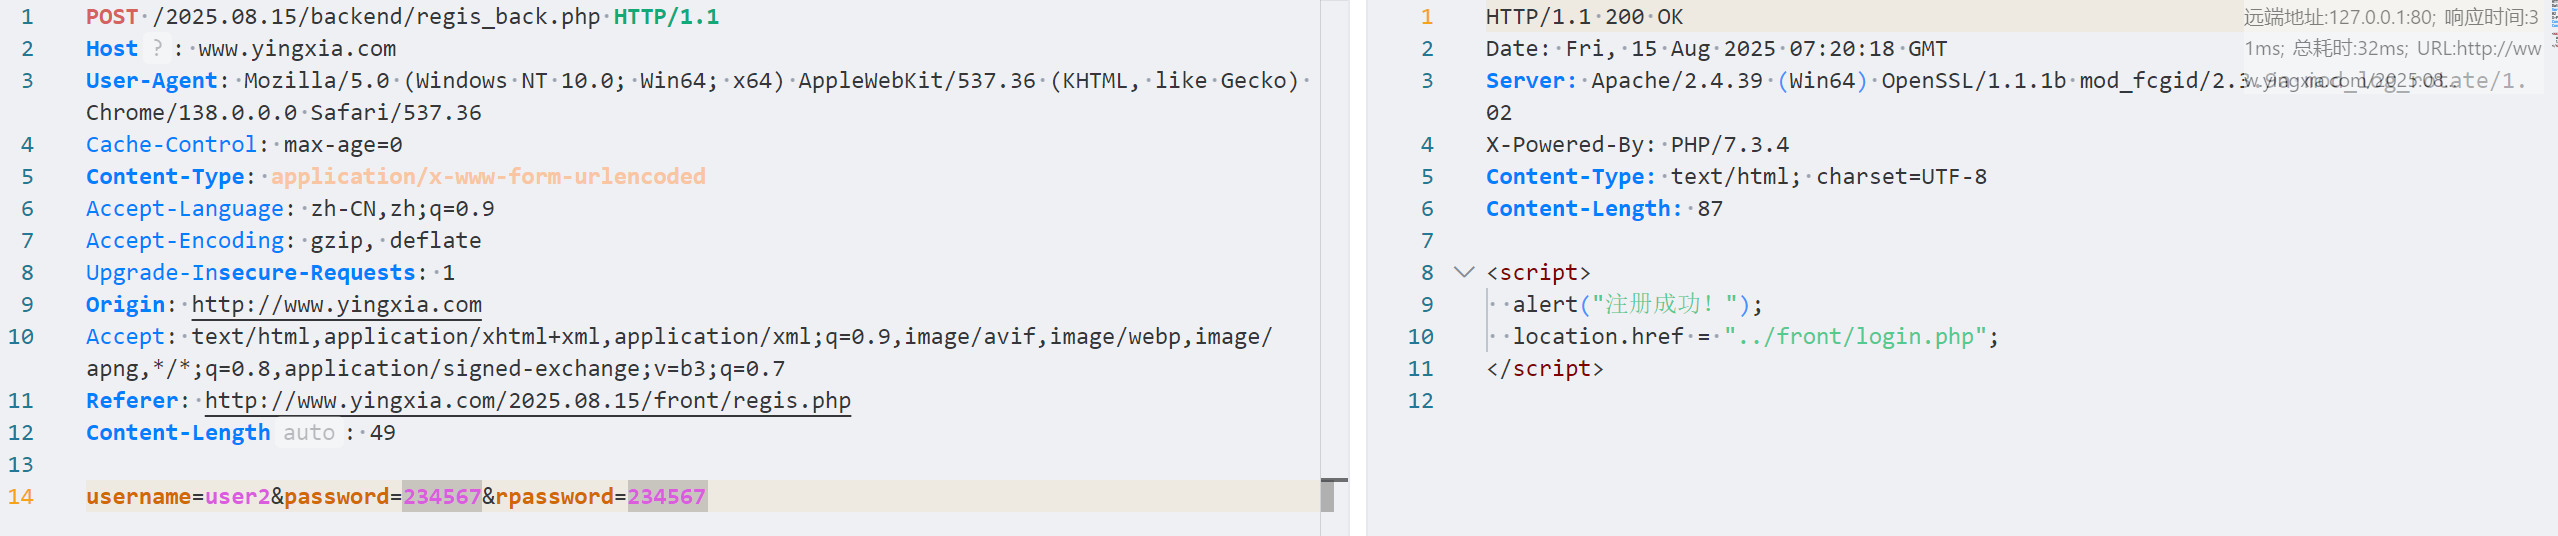 1 POST /2025.08.15/backend/regis_back.php HTTP/1.1
2 Host ? : www.yingxia.com
3 User-Agent: Mozilla/5.0 (Windows NT 10.0; Win64; x64) AppleWebKit/537.36 (KHTML, like Gecko)
Chrome/138.0.0.0 Safari/537.36
4 Cache-Control: max-age=0
5 Content-Type: application/x-www-form-urlencoded
6 Accept-Language: zh-CN,zh;q=0.9
7 Accept-Encoding: gzip, deflate
8 Upgrade-Insecure-Requests: 1
9 Origin: http://www.yingxia.com
10 Accept: text/html,application/xhtml+xml,application/xml;q=0.9,image/avif,image/webp,image/
apng,*/*;q=0.8,application/signed-exchange;v=b3;q=0.7
11 Referer: http://www.yingxia.com/2025.08.15/front/regis.php
12 Content-Length auto : 49
13
14 username=user2&password=234567&rpassword=234567
1 HTTP/1.1 200 OK
2 Date: Fri, 15 Aug 2025 07:20:18 GMT
3 Server: Apache/2.4.39 (Win64) OpenSSL/1.1.1b mod_fcgid/2.3
02
4 X-Powered-By: PHP/7.3.4
5 Content-Type: text/html; charset=UTF-8
6 Content-Length: 87
7
8 <script>
9 alert("注册成功！");
10 location.href = "../front/login.php";
11 </script>
12
远端地址:127.0.0.1:80; 响应时间:3
1ms; 总耗时:32ms; URL:http://ww
w.yingxia.com/2025.08...